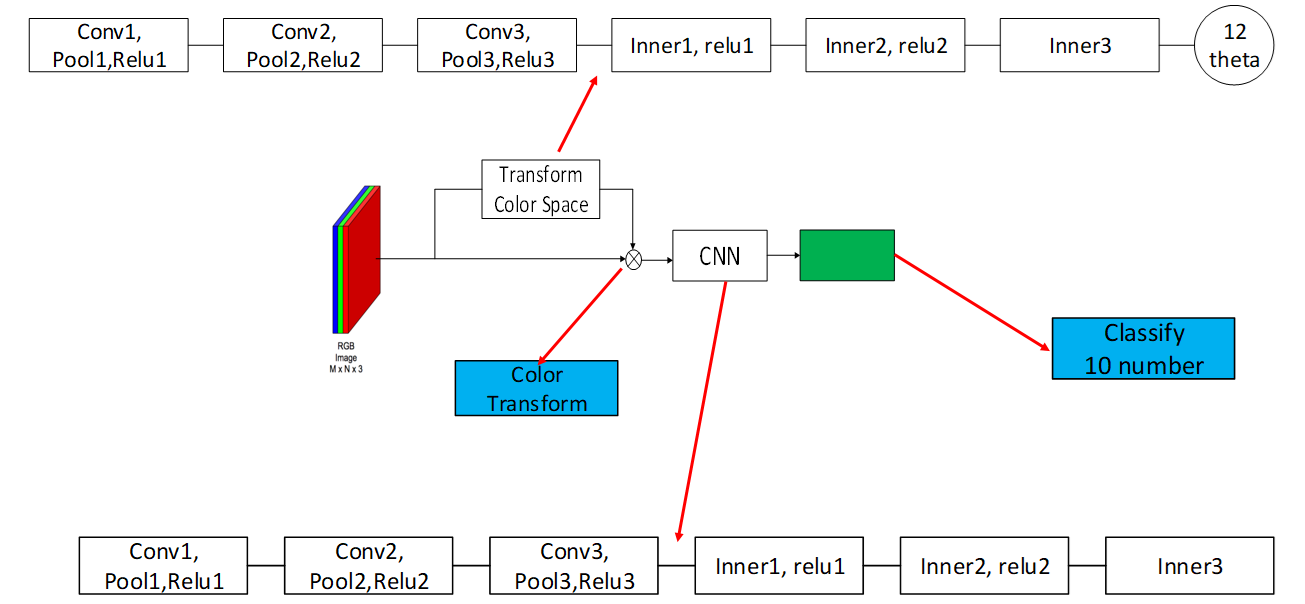 Conv1,
Pool1,Relu1
Conv2,
Pool2,Relu2
Conv3,
Pool3,Relu3
Inner1, relu1
Inner2, relu2
Inner3
12
theta
Transform
Color Space
RGB
Image
M x N x 3
CNN
Color
Transform
Classify
10 number
Conv1,
Pool1,Relu1
Conv2,
Pool2,Relu2
Conv3,
Pool3,Relu3
Inner1, relu1
Inner2, relu2
Inner3